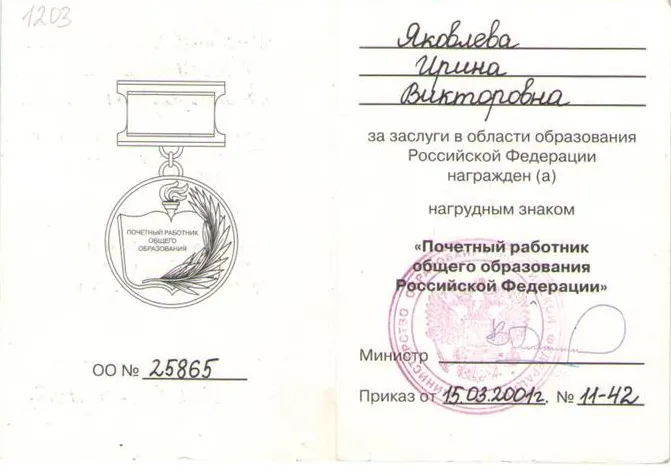 1203
ПОЧЕТНЫЙ РАБОТНИК
ОБЩЕГО
ОБРАЗОВАНИЯ
ОО № 25865
Яковлева
Ирина
Викторовна
за заслуги в области образования
Российской Федерации
награжден (а)
нагрудным знаком
«Почетный работник
общего образования
Российской Федерации»
Министр
Приказ от 15.03.2001г. № 11-42